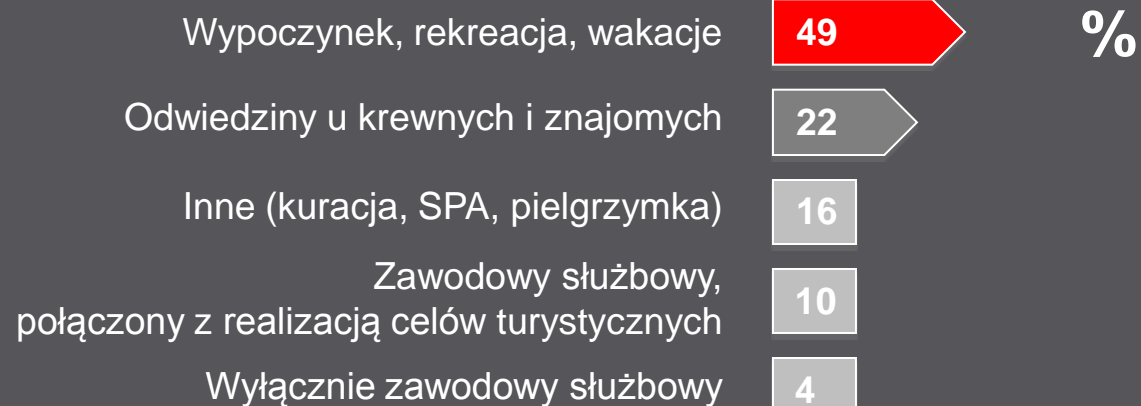 Wypoczynek, rekreacja, wakacje 49 %
Odwiedziny u krewnych i znajomych 22
Inne (kuracja, SPA, pielgrzymka) 16
Zawodowy służbowy,
połączony z realizacją celów turystycznych 10
Wyłącznie zawodowy służbowy 4